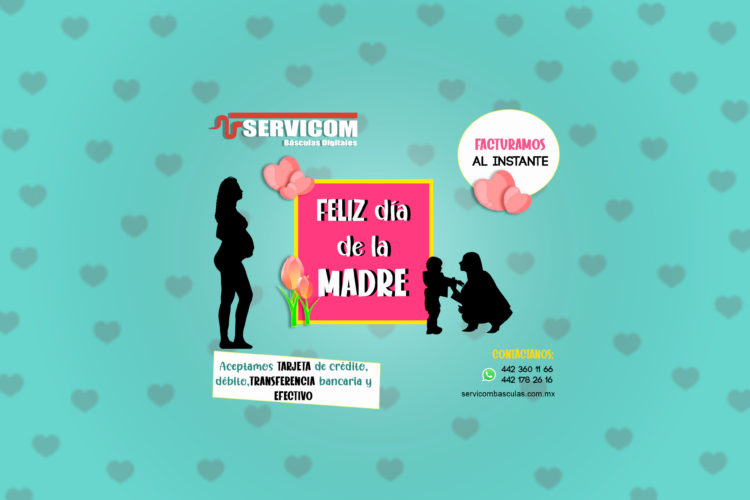 SERVICOM
Básculas Digitales
FACTURAMOS
AL INSTANTE
FELIZ día
de la
MADRE
Aceptamos TARJETA de crédito,
débito,TRANSFERENCIA bancaria y
EFECTIVO
CONTACTANOS:
442 360 11 66
442 178 26 16
servicombasculas.com.mx